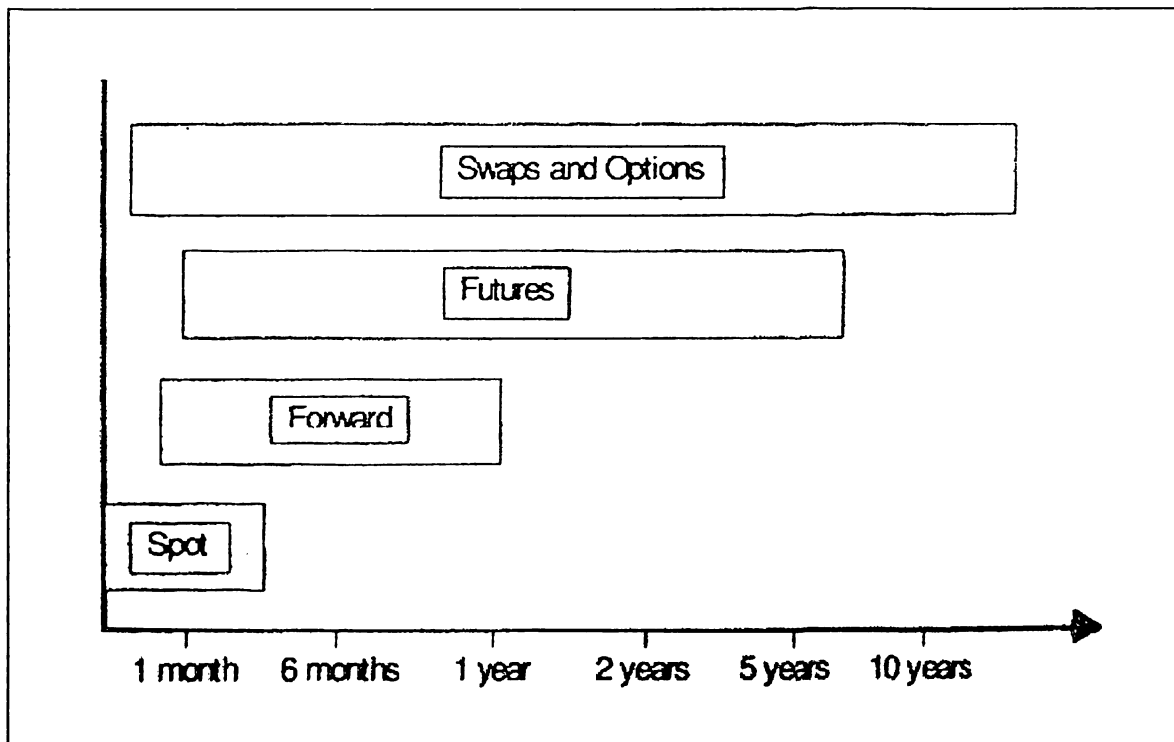 Swaps and Options
Futures
Forward
Spot
1 month 6 months 1 year 2 years 5 years 10 years